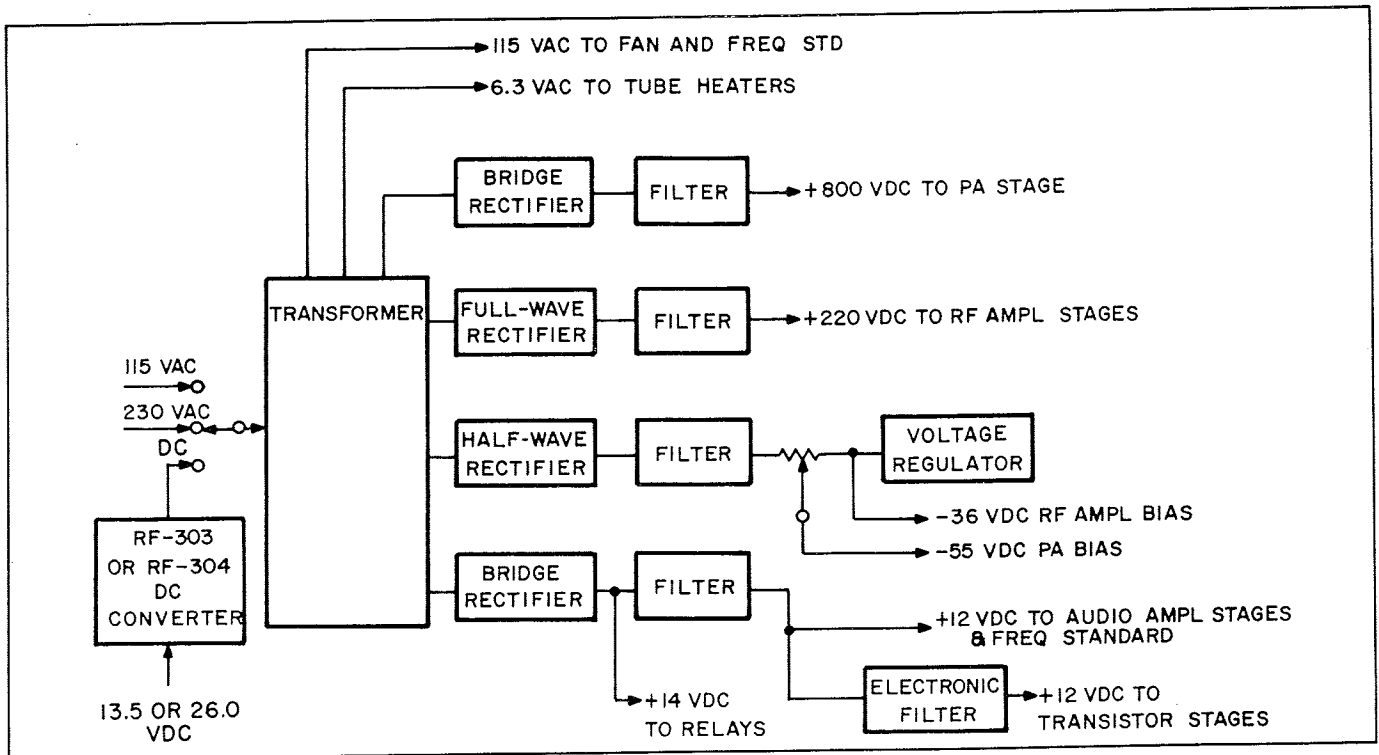 115 VAC TO FAN AND FREQ STD
6.3 VAC TO TUBE HEATERS
BRIDGE
RECTIFIER
FILTER
+800 VDC TO PA STAGE
TRANSFORMER
FULL-WAVE
RECTIFIER
FILTER
+220 VDC TO RF AMPL STAGES
115 VAC
230 VAC
DC
HALF-WAVE
RECTIFIER
FILTER
VOLTAGE
REGULATOR
-36 VDC RF AMPL BIAS
-55 VDC PA BIAS
RF-303
OR RF-304
DC
CONVERTER
13.5 OR 26.0
VDC
BRIDGE
RECTIFIER
FILTER
+12 VDC TO AUDIO AMPL STAGES
& FREQ STANDARD
+14 VDC
TO RELAYS
ELECTRONIC
FILTER
+12 VDC TO
TRANSISTOR STAGES